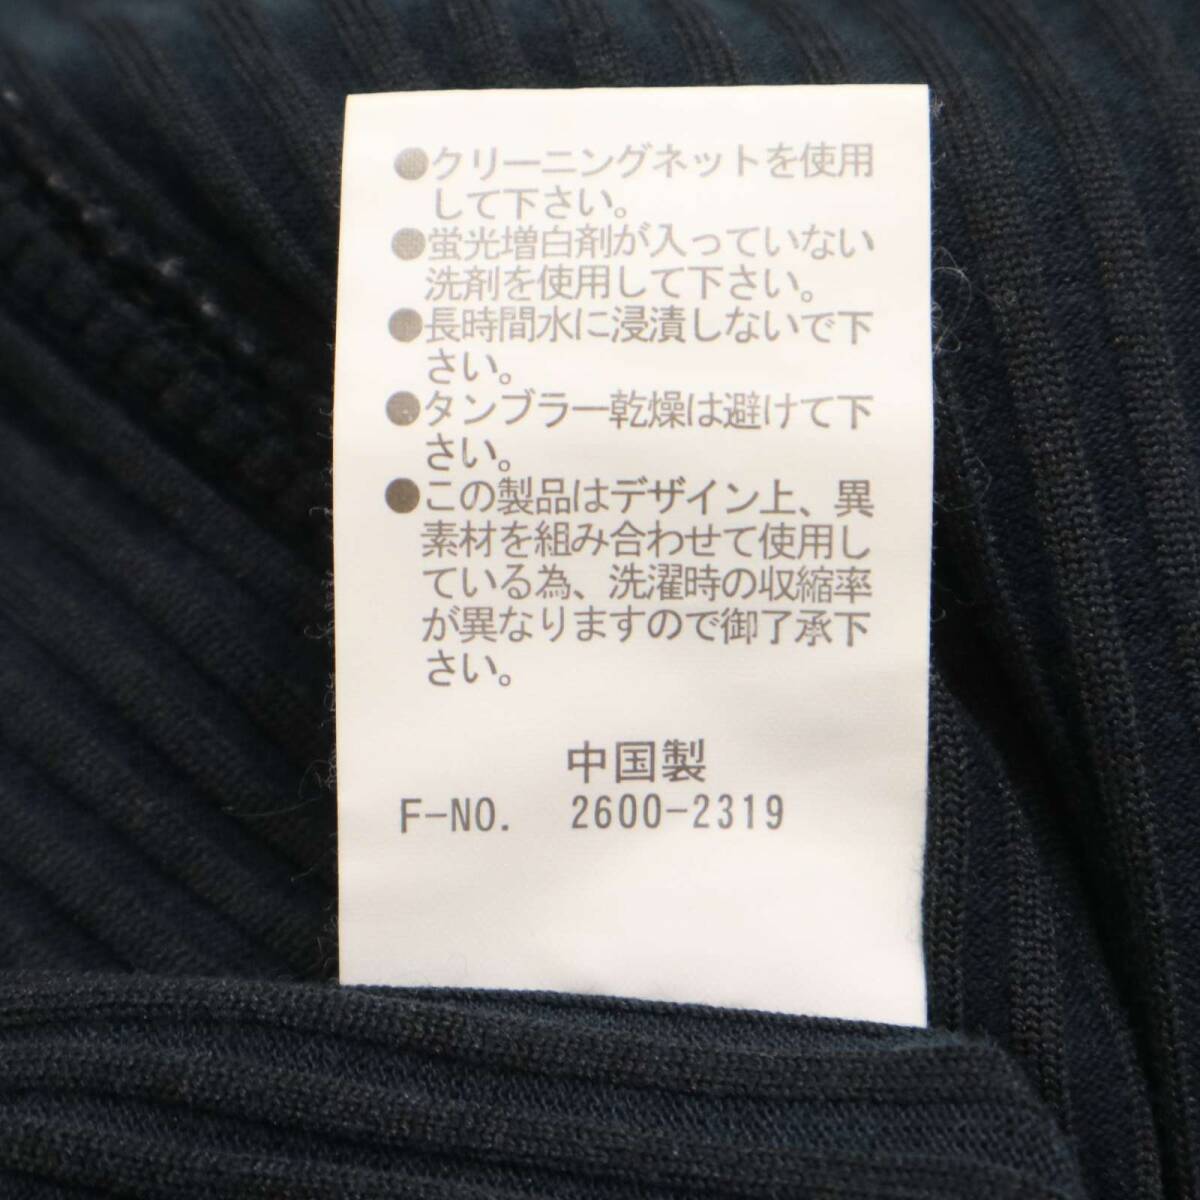 ●クリーニングネットを使用
して下さい。
●蛍光増白剤が入っていない
洗剤を使用して下さい。
●長時間水に浸漬しないで下
さい。
●タンブラー乾燥は避けて下
さい。
●この製品はデザイン上、異
素材を組み合わせて使用し
ている為、洗濯時の収縮率
が異なりますので御了承下
さい。
中国製
F-NO. 2600-2319